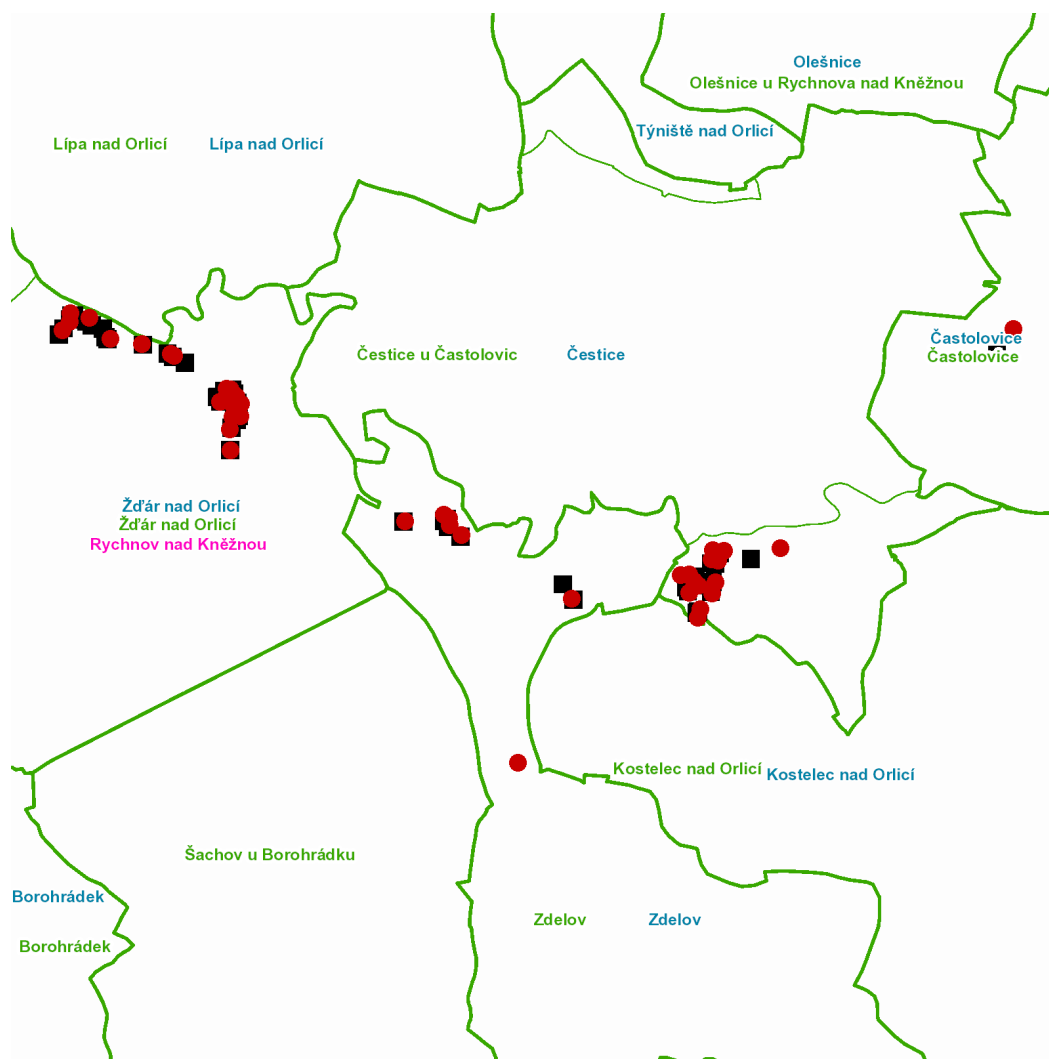 Olešnice
Olešnice u Rychnova nad Kněžnou
Týniště nad Orlicí
Lípa nad Orlicí
Lípa nad Orlicí
Častolovice
Častolovice
Čestice u Častolovic
Čestice
Žďár nad Orlicí
Žďár nad Orlicí
Rychnov nad Kněžnou
Kostelec nad Orlicí
Kostelec nad Orlicí
Šachov u Borohrádku
Borohrádek
Borohrádek
Zdelov
Zdelov